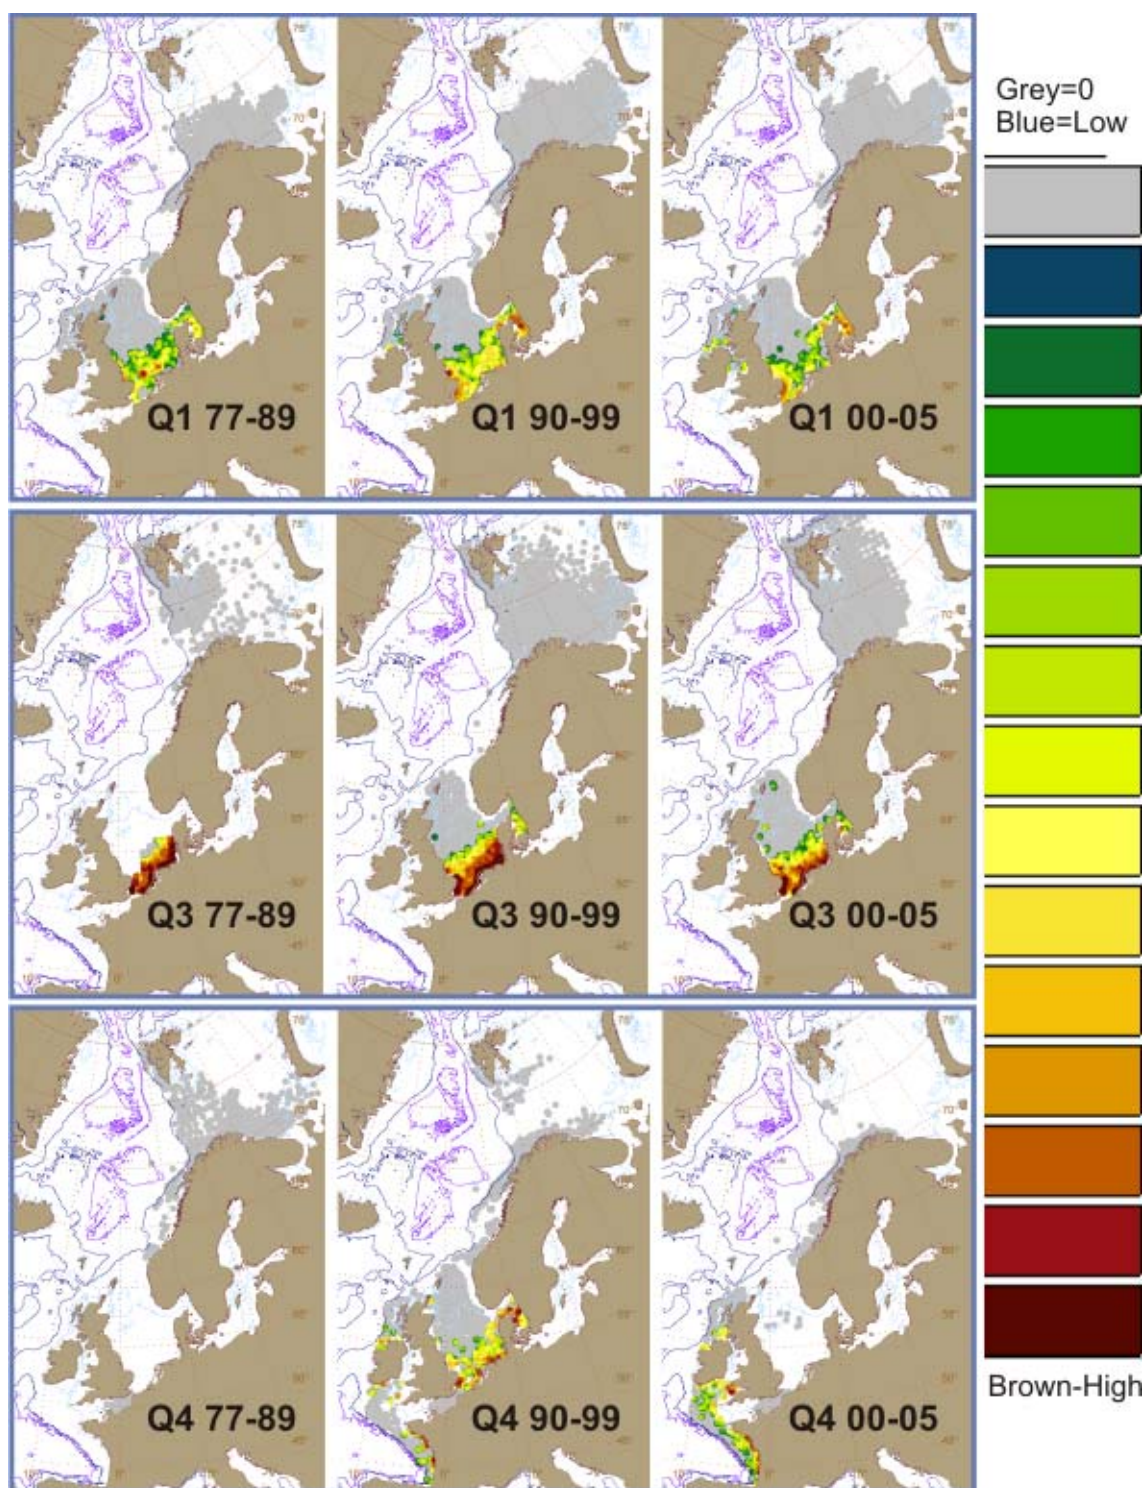 Grey=0
Blue=Low
Q1 77-89
Q1 90-99
Q1 00-05
Q3 77-89
Q3 90-99
Q3 00-05
Q4 77-89
Q4 90-99
Q4 00-05
Brown-High